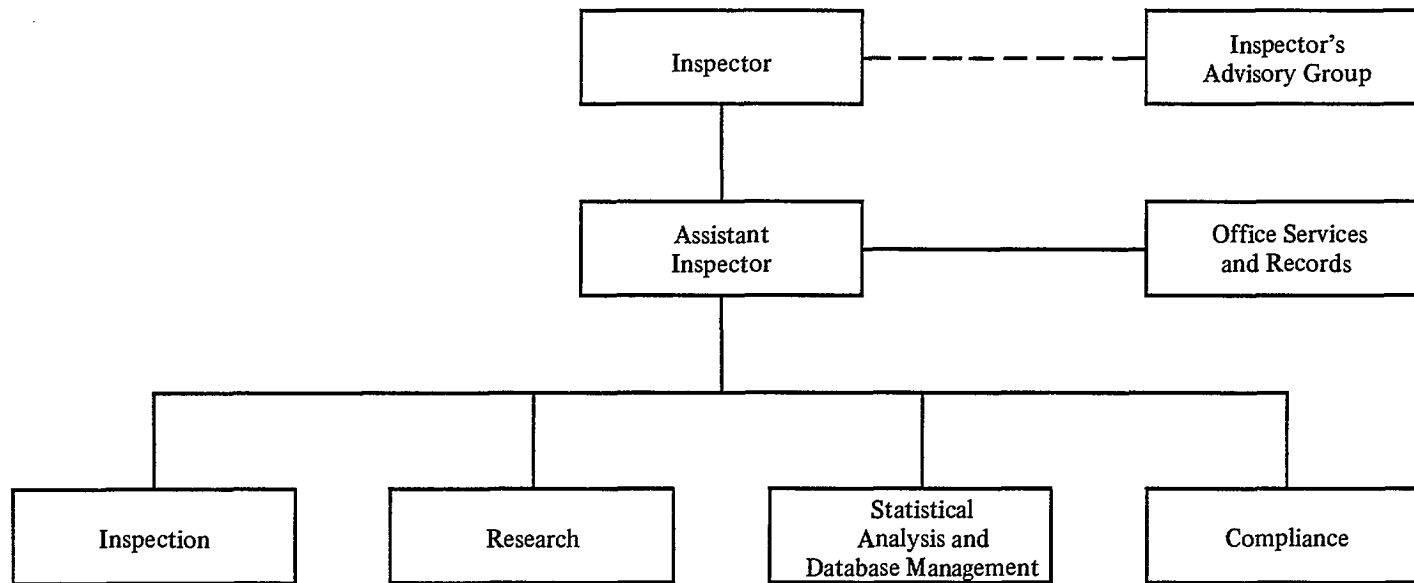 Inspector
Inspector's
Advisory Group
Assistant
Inspector
Office Services
and Records
Inspection
Research
Statistical
Analysis and
Database Management
Compliance